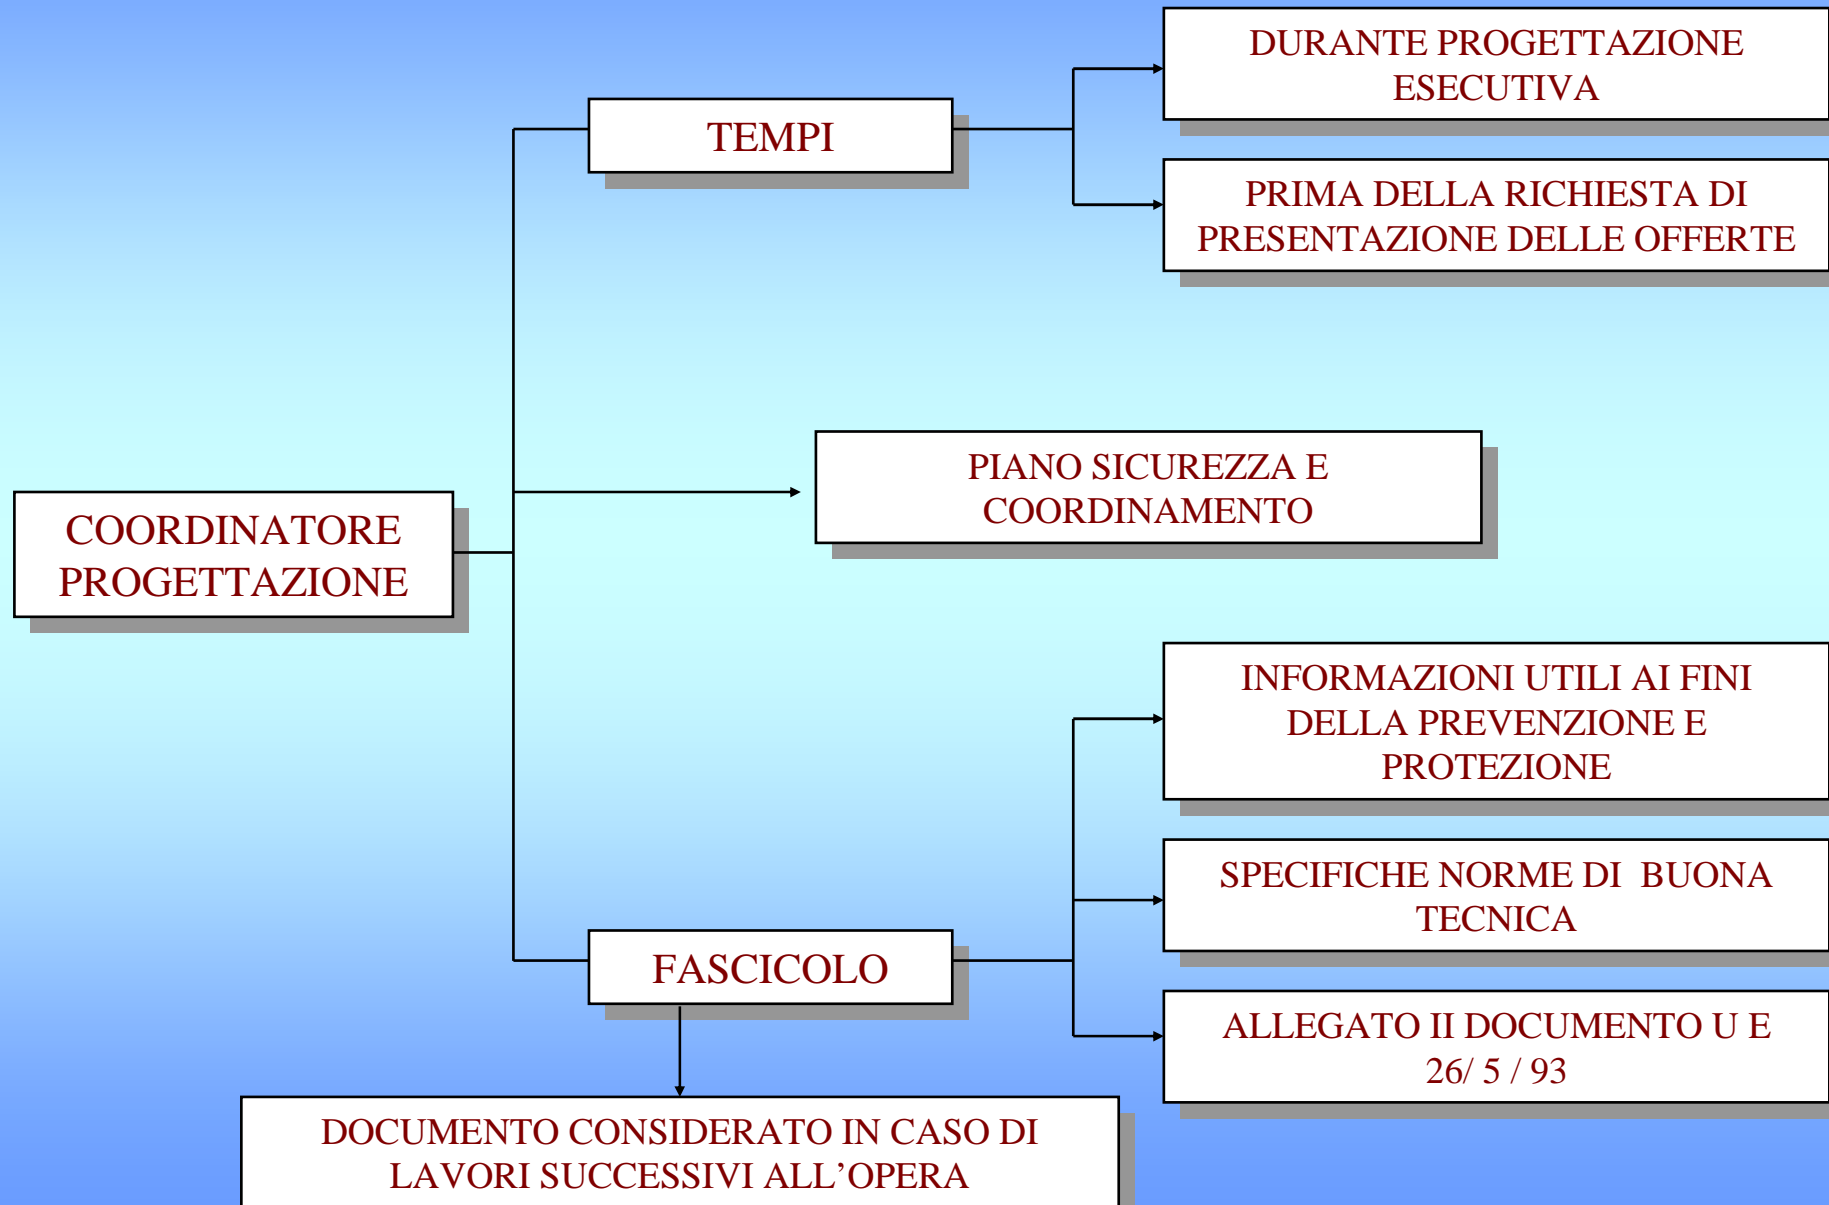 DURANTE PROGETTAZIONE
ESECUTIVA
TEMPI
PRIMA DELLA RICHIESTA DI
PRESENTAZIONE DELLE OFFERTE
PIANO SICUREZZA E
COORDINAMENTO
COORDINATORE
PROGETTAZIONE
INFORMAZIONI UTILI AI FINI
DELLA PREVENZIONE E
PROTEZIONE
SPECIFICHE NORME DI  BUONA
TECNICA
FASCICOLO
ALLEGATO II DOCUMENTO U E
26/ 5 / 93
DOCUMENTO CONSIDERATO IN CASO DI
LAVORI SUCCESSIVI ALL’OPERA